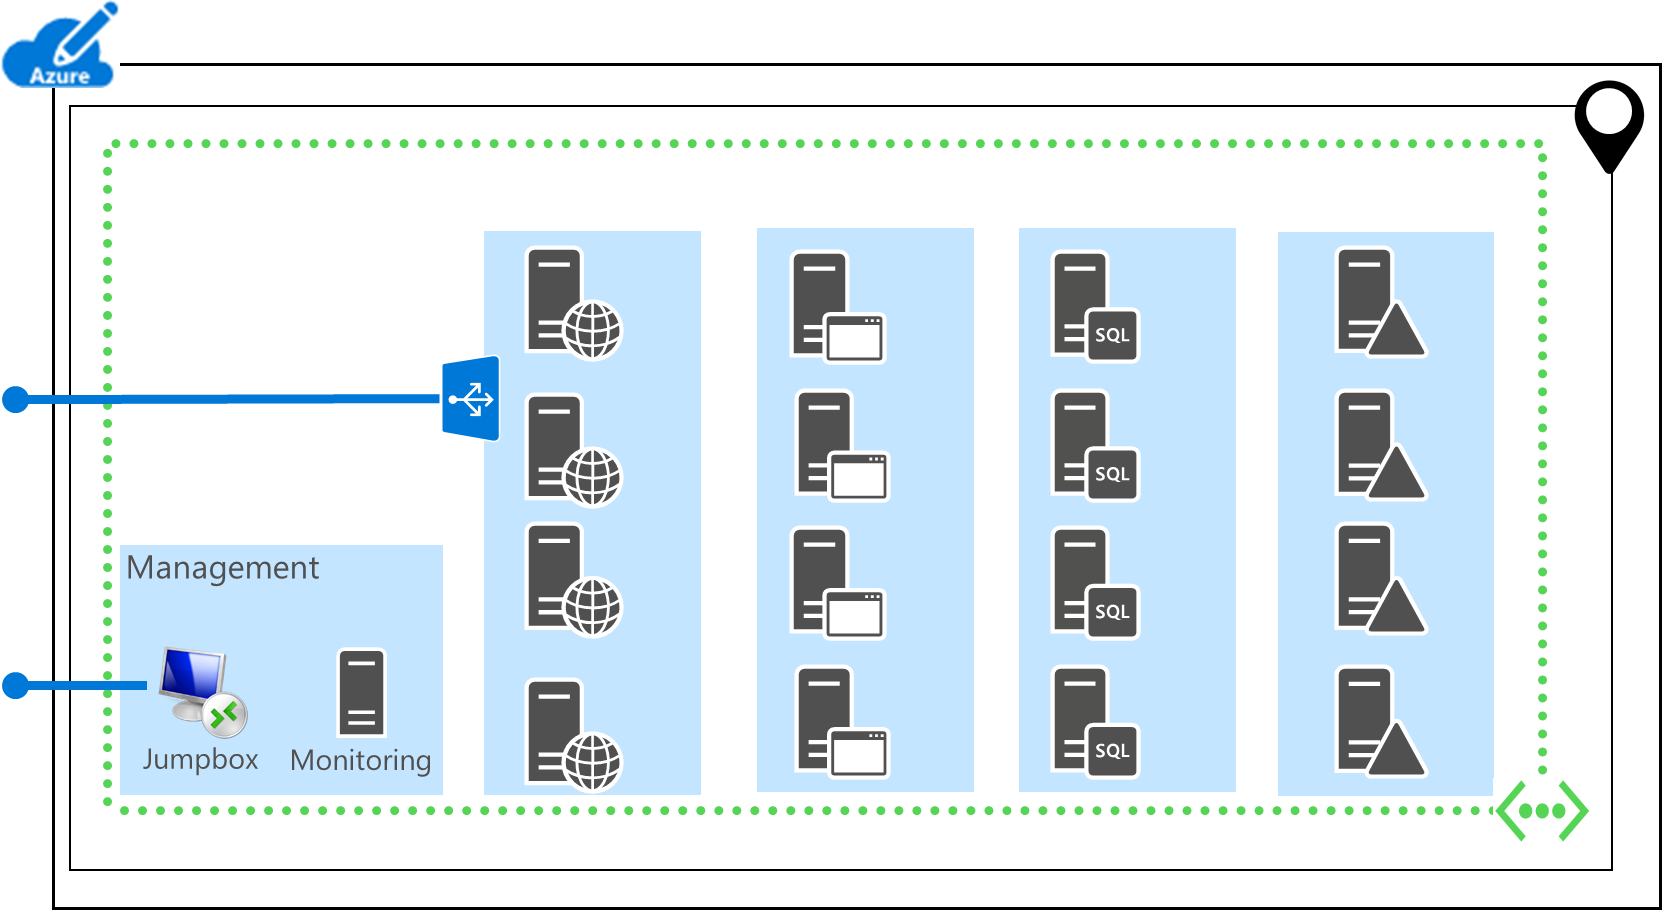 Azure
SQL
SQL
Management
SQL
SQL
Jumpbox
Monitoring